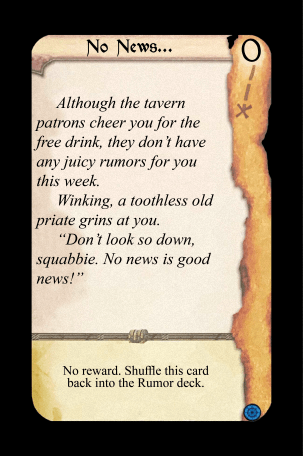 No News...
0
Although the tavern
patrons cheer you for the
free drink, they don't have
any juicy rumors for you
this week.
Winking, a toothless old
priate grins at you.
"Don't look so down,
squabbie. No news is good
news!"
No reward. Shuffle this card
back into the Rumor deck.